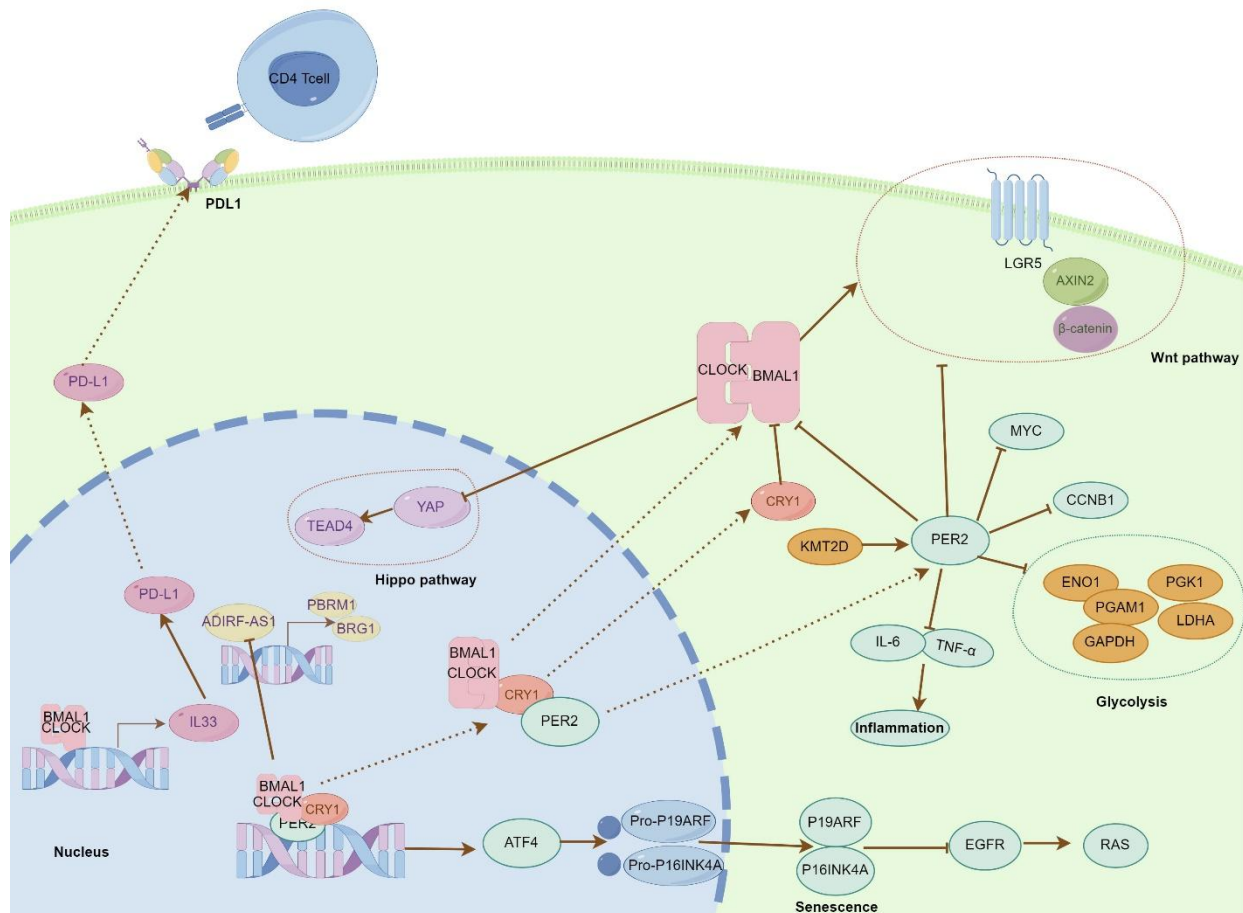 CD4 Tcell
PDL1
LGR5
AXIN2
β-catenin
Wnt pathway
PD-L1
CLOCK
BMAL1
MYC
CCNB1
CRY1
YAP
TEAD4
Hippo pathway
KMT2D
PER2
ENO1
PGK1
PGAM1
LDHA
GAPDH
Glycolysis
IL-6
TNF-α
Inflammation
PD-L1
ADIRF-AS1
PBRM1
BRG1
BMAL1
CLOCK
CRY1
PER2
BMAL1
CLOCK
IL33
BMAL1
CLOCK
CRY1
PER2
Nucleus
ATF4
Pro-P19ARF
Pro-P16INK4A
P19ARF
P16INK4A
Senescence
EGFR
RAS